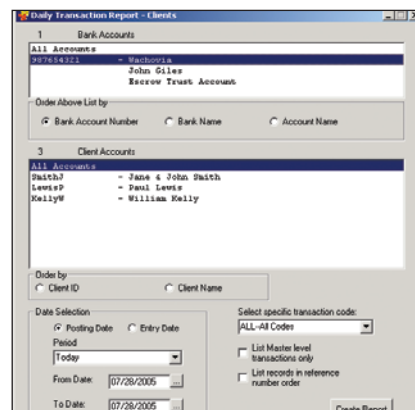 Daily Transaction Report - Clients
1 Bank Accounts
All Accounts
987654321 - Wachovia
John Giles
Escrow Trust Account
Order Above List by
Bank Account Number Bank Name Account Name
3 Client Accounts
All Accounts
SmithJ - Jane & John Smith
LewisP - Paul Lewis
KellyW - William Kelly
Order by
Client ID Client Name
Date Selection
Posting Date Entry Date
Period
Today
From Date: 07/28/2005 ...
To Date: 07/28/2005 ...
Select specific transaction code:
ALL--All Codes
List Master level
transactions only
List records in reference
number order
Create Report